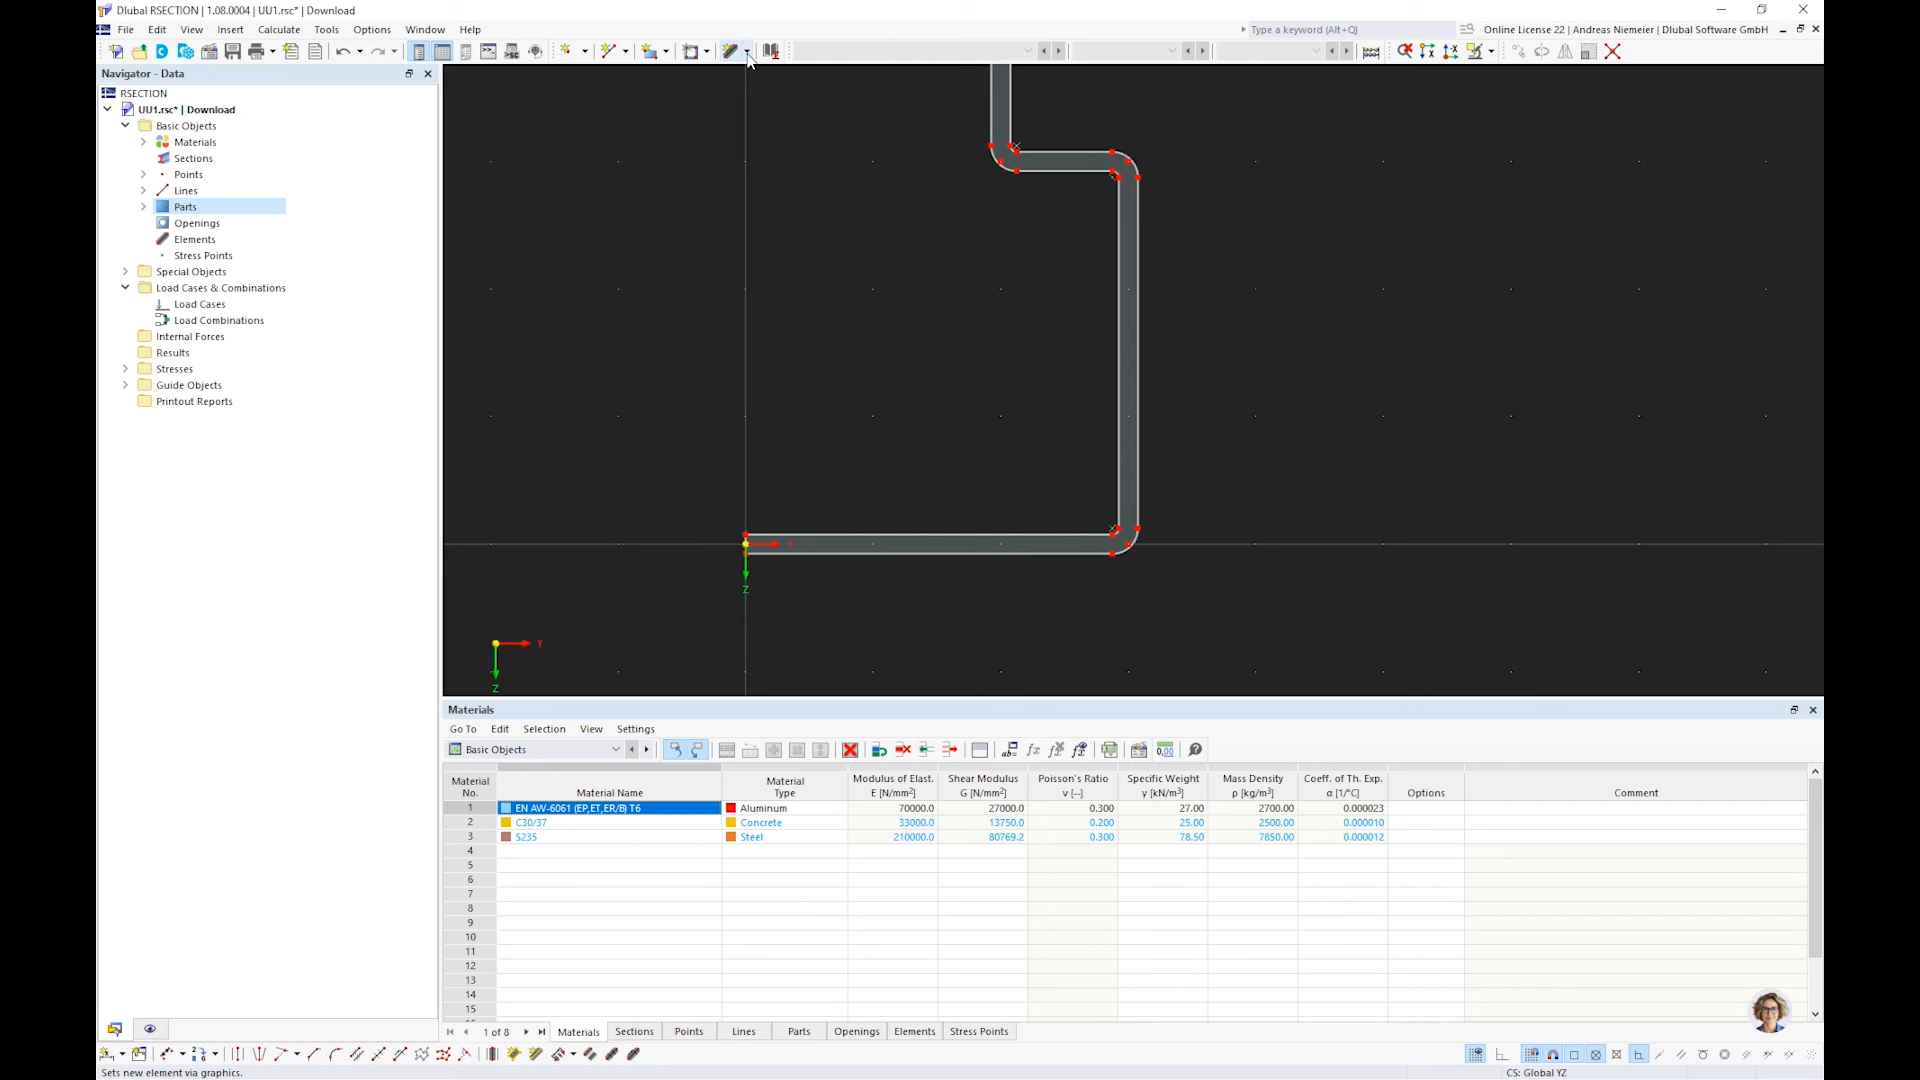 Dlubal RSECTION | 1.08.0004 | UU1.rsc* | Download
File Edit View Insert Calculate Tools Options Window Help
Type a keyword (Alt+Q)
Online License 22 | Andreas Niemeier | Dlubal Software GmbH
Navigator - Data
RSECTION
UU1.rsc* | Download
Basic Objects
Materials
Sections
Points
Lines
Parts
Openings
Elements
Stress Points
Special Objects
Load Cases & Combinations
Load Cases
Load Combinations
Internal Forces
Results
Stresses
Guide Objects
Printout Reports
Z
Y
Z
Materials
Go To Edit Selection View Settings
Basic Objects
Material No. Material Name Material Type Modulus of Elast. E [N/mm²] Shear Modulus G [N/mm²] Poisson's Ratio ν [--] Specific Weight γ [kN/m³] Mass Density ρ [kg/m³] Coeff. of Th. Exp. α [1/°C] Options Comment
1 EN AW-6061 (EP,ET,ER/B) T6 Aluminum 70000.0 27000.0 0.300 27.00 2700.00 0.000023
2 C30/37 Concrete 33000.0 13750.0 0.200 25.00 2500.00 0.000010
3 S235 Steel 210000.0 80769.2 0.300 78.50 7850.00 0.000012
4
5
6
7
8
9
10
11
12
13
14
15
1 of 8 Materials Sections Points Lines Parts Openings Elements Stress Points
Sets new element via graphics.
CS: Global YZ